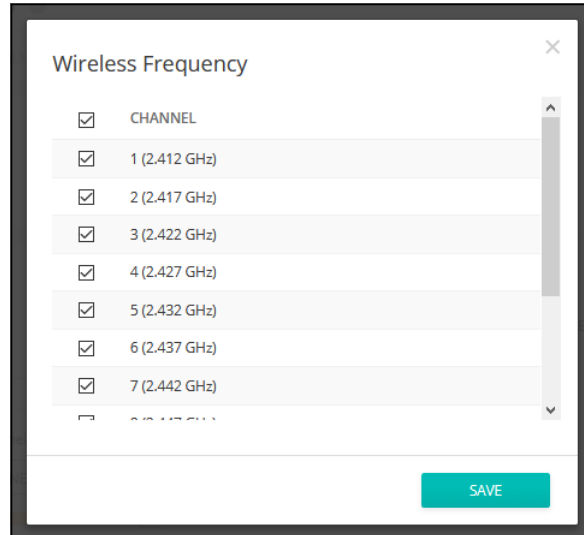 Wireless Frequency
CHANNEL
1 (2.412 GHz)
2 (2.417 GHz)
3 (2.422 GHz)
4 (2.427 GHz)
5 (2.432 GHz)
6 (2.437 GHz)
7 (2.442 GHz)
SAVE